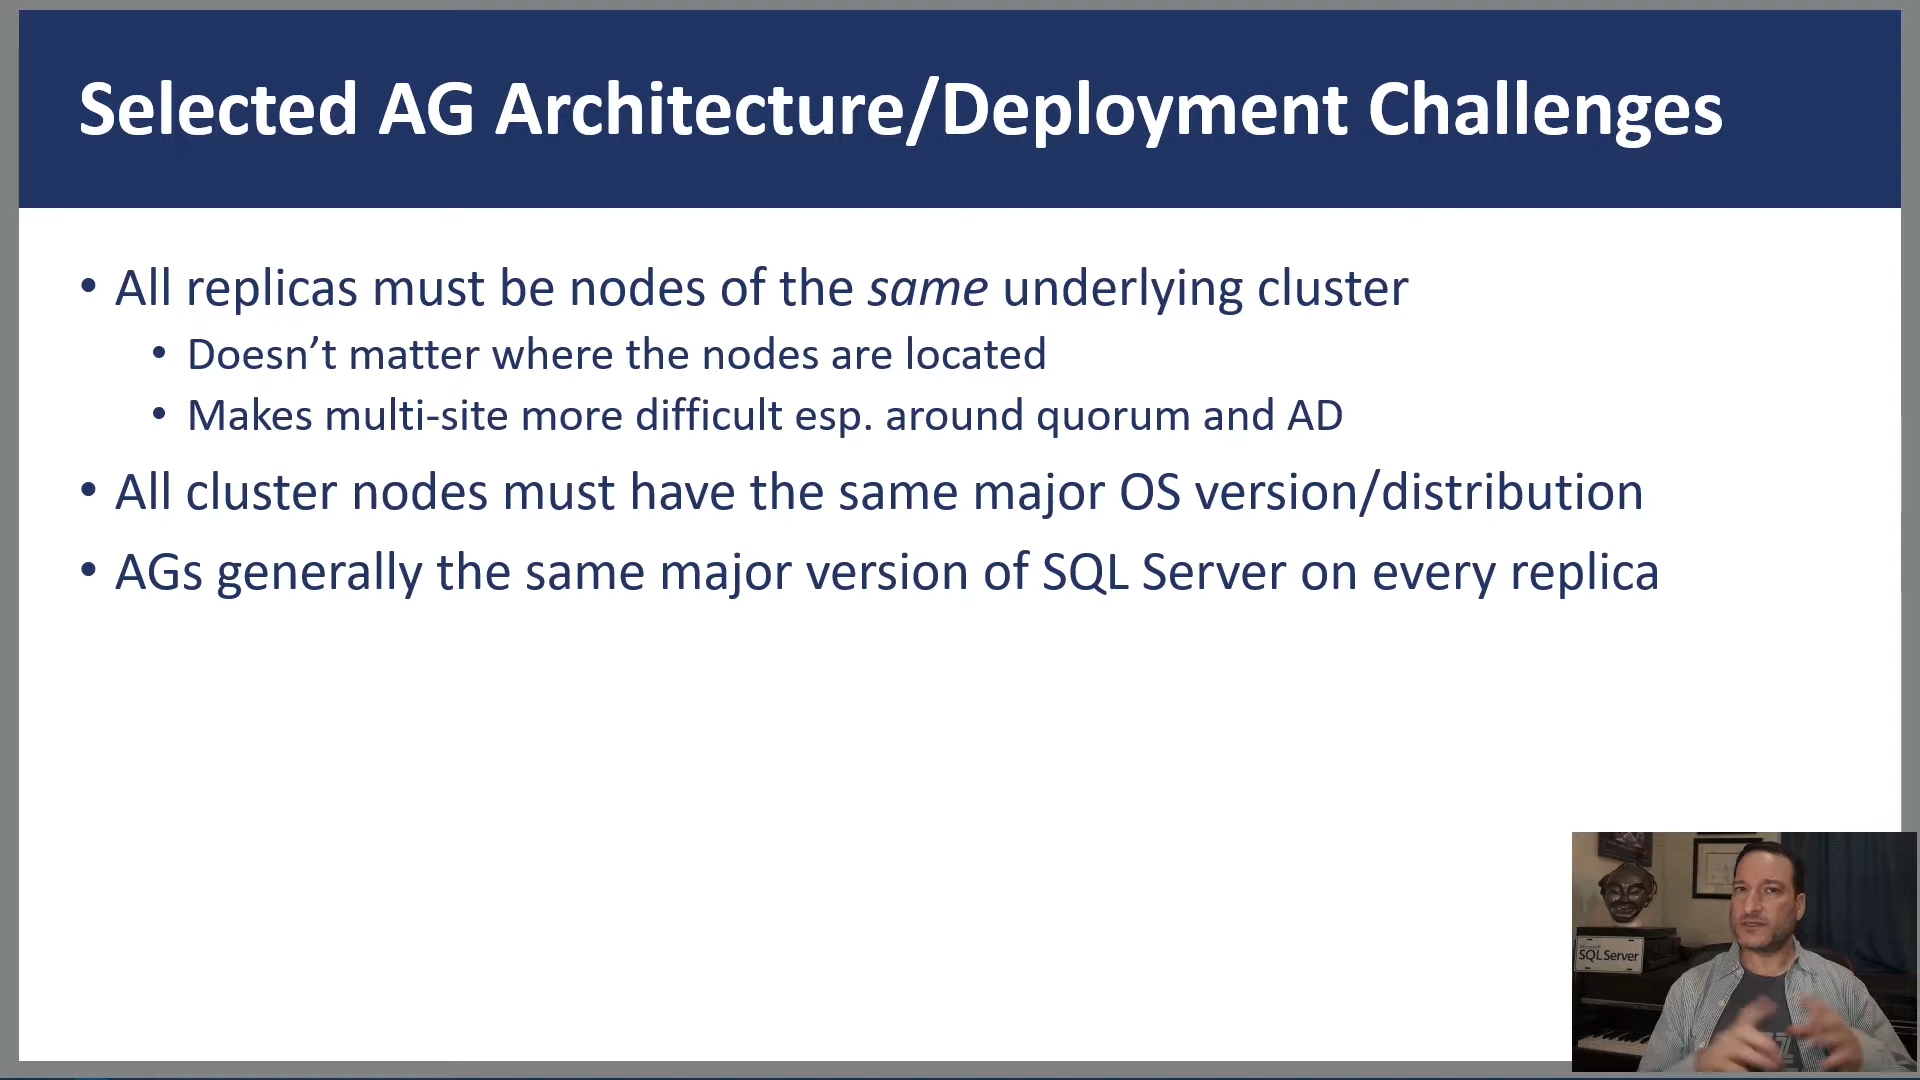 Selected AG Architecture/Deployment Challenges
• All replicas must be nodes of the same underlying cluster
• Doesn’t matter where the nodes are located
• Makes multi-site more difficult esp. around quorum and AD
• All cluster nodes must have the same major OS version/distribution
• AGs generally the same major version of SQL Server on every replica
SQL Server